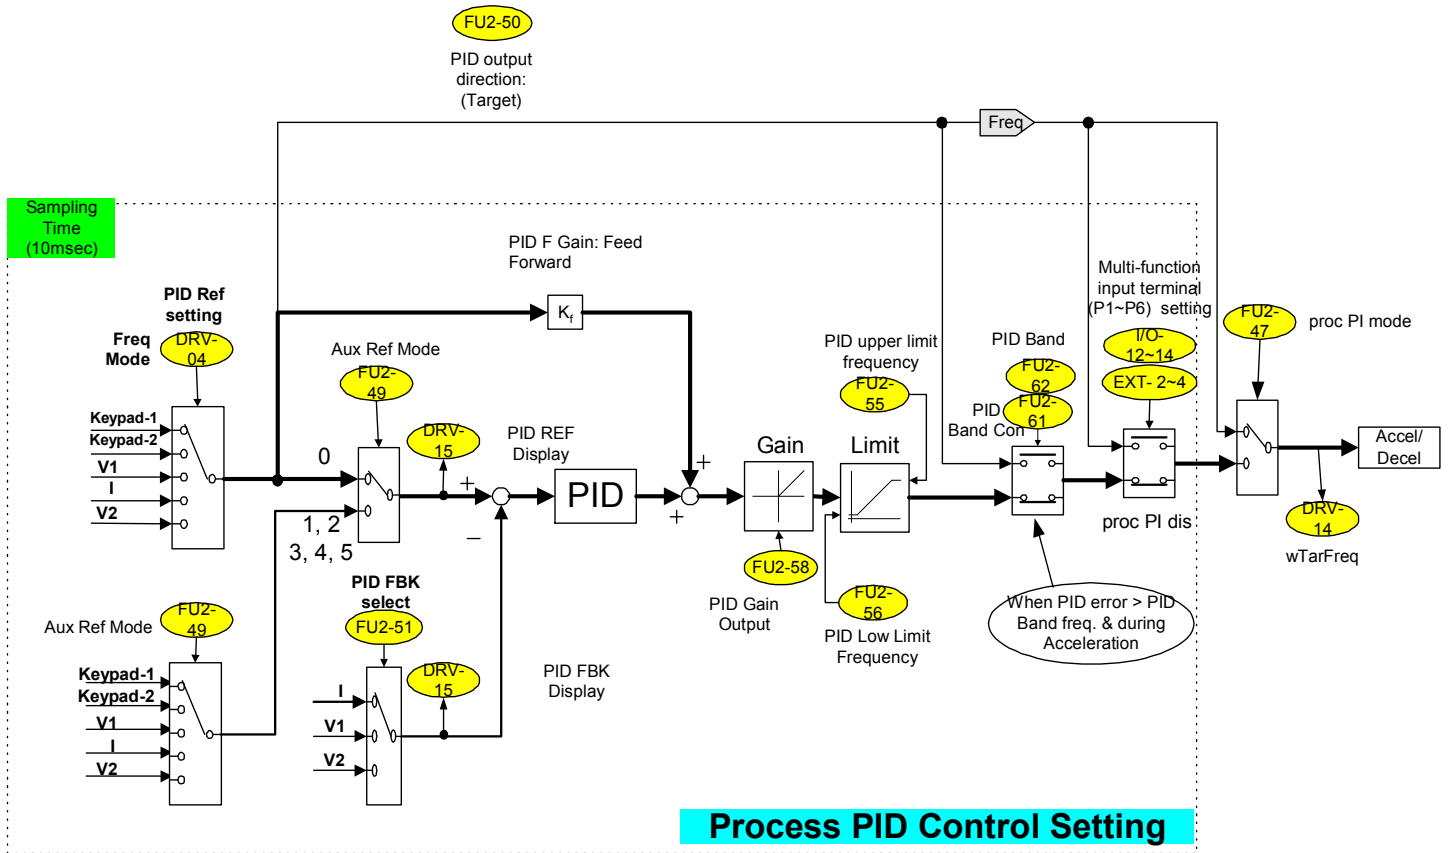 FU2-50
PID output
direction:
(Target)
Freq
Sampling
Time
(10msec)
PID F Gain: Feed
Forward
K_f
Multi-function
input terminal
(P1~P6) setting
I/O-
12~14
EXT- 2~4
FU2-
47
proc PI mode
PID Ref
setting
Freq
Mode
DRV-
04
Aux Ref Mode
FU2-
49
PID upper limit
frequency
FU2-
55
PID Band
FU2-
62
PID
Band Con
FU2-
61
Keypad-1
Keypad-2
V1
I
V2
0
1, 2
3, 4, 5
DRV-
15
PID REF
Display
+
−
PID
+
+
Gain
Limit
FU2-58
PID Gain
Output
FU2-
56
PID Low Limit
Frequency
proc PI dis
Accel/
Decel
DRV-
14
wTarFreq
When PID error > PID
Band freq. & during
Acceleration
Aux Ref Mode
FU2-
49
Keypad-1
Keypad-2
V1
I
V2
PID FBK
select
FU2-51
I
V1
V2
DRV-
15
PID FBK
Display
Process PID Control Setting